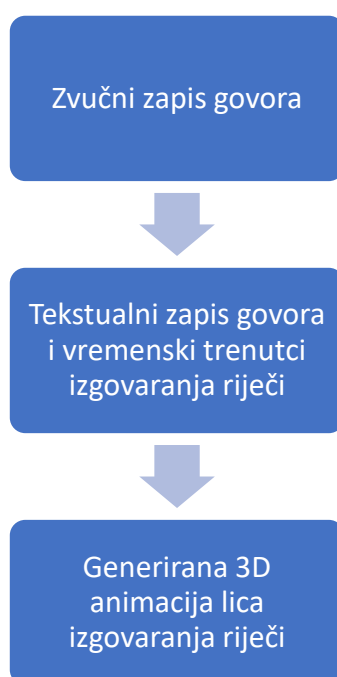 Zvučni zapis govora
Tekstualni zapis govora
i vremenski trenutci
izgovaranja riječi
Generirana 3D
animacija lica
izgovaranja riječi